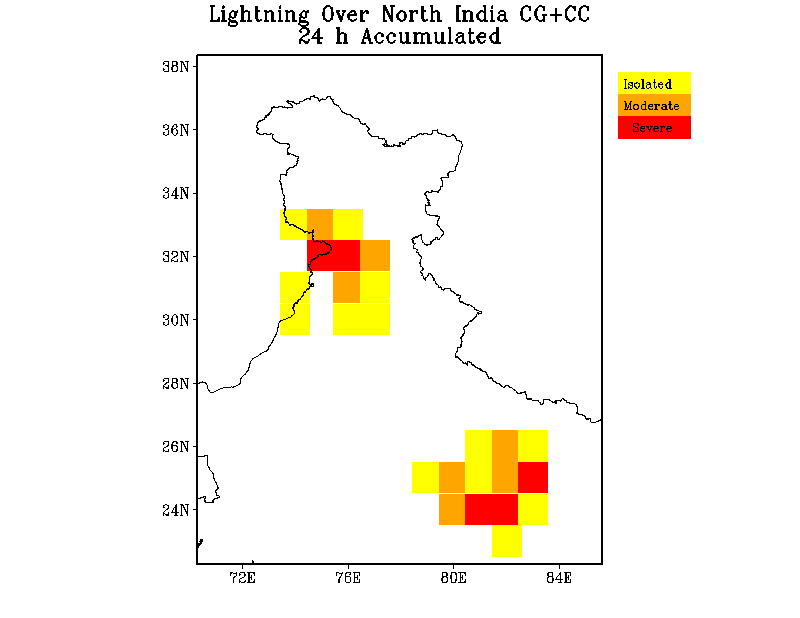 Lightning Over North India CG+CC
24 h Accumulated
38N
Isolated
Moderate
Severe
36N
34N
32N
30N
28N
26N
24N
72E 76E 80E 84E